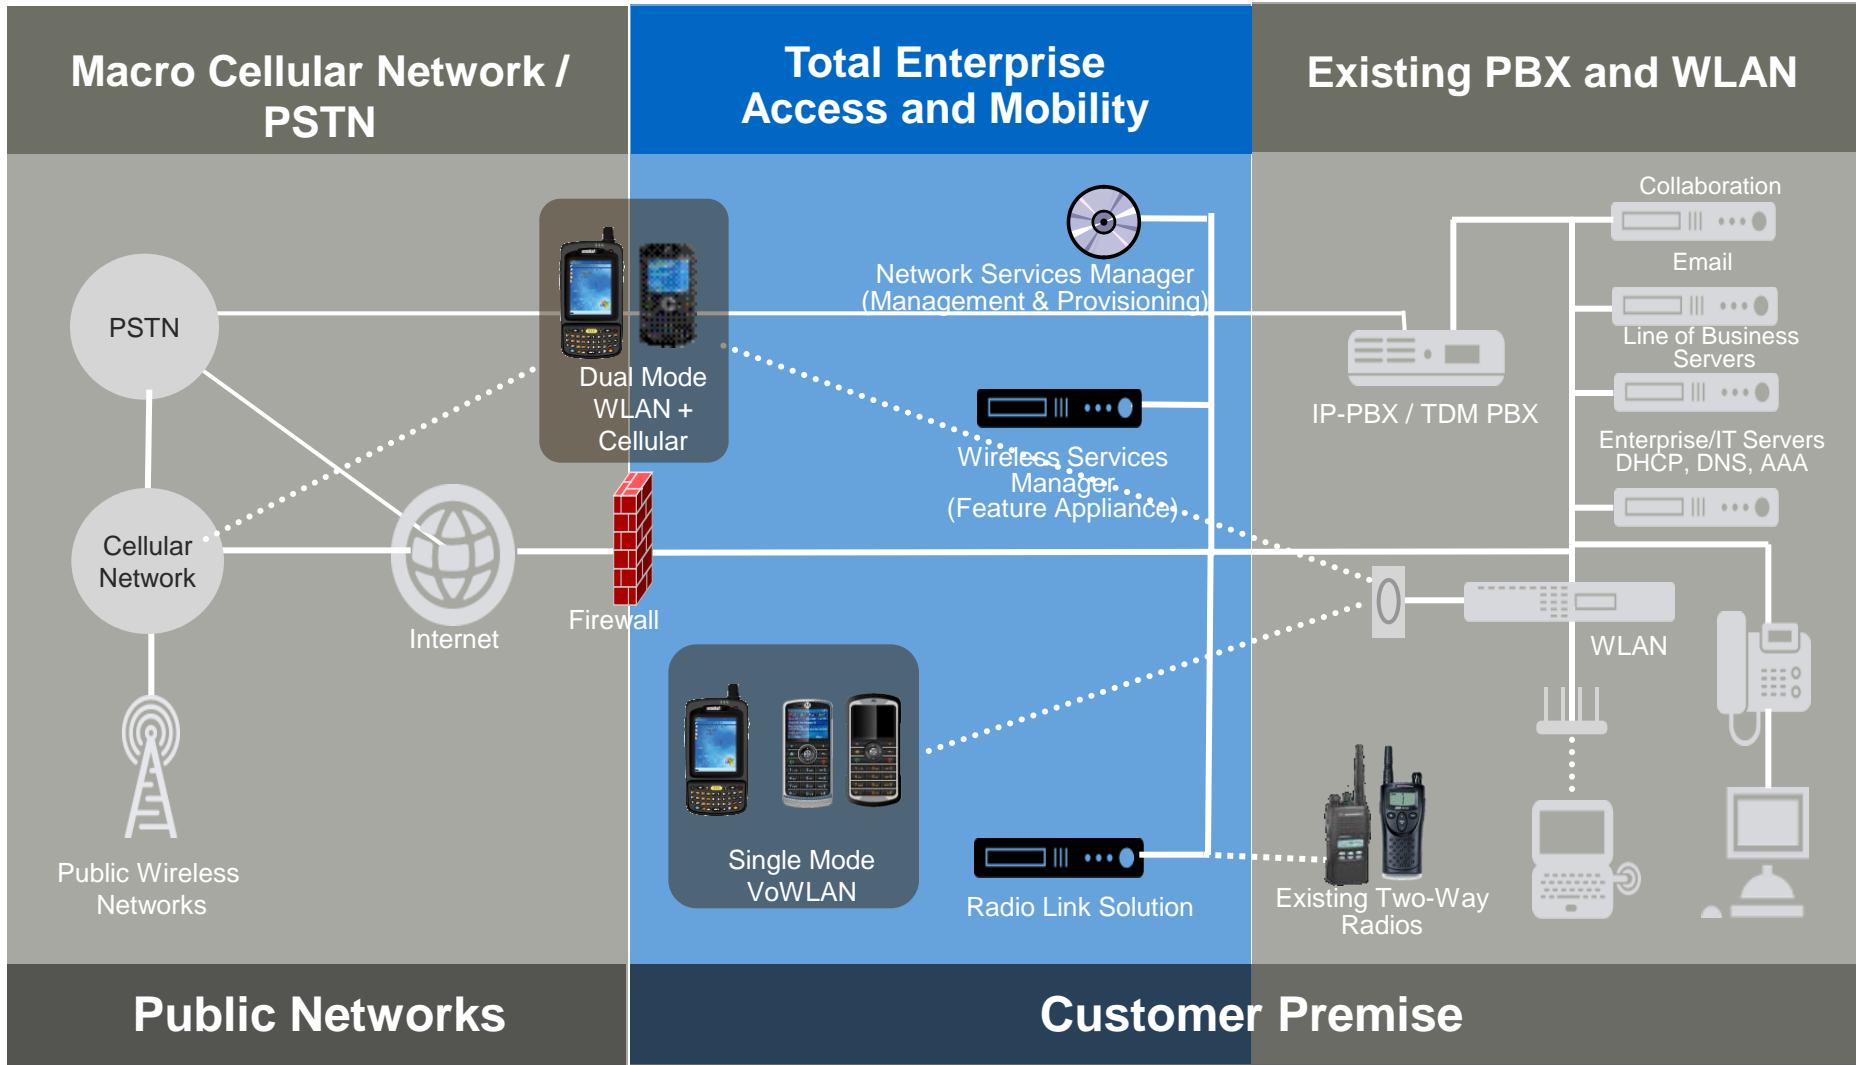 Macro Cellular Network /
PSTN
Total Enterprise
Access and Mobility
Existing PBX and WLAN
PSTN
Cellular
Network
Internet
Public Wireless
Networks
Dual Mode
WLAN +
Cellular
Firewall
Network Services Manager
(Management & Provisioning)
Wireless Services
Manager
(Feature Appliance)
Single Mode
VoWLAN
Radio Link Solution
Collaboration
Email
Line of Business
Servers
IP-PBX / TDM PBX
Enterprise/IT Servers
DHCP, DNS, AAA
WLAN
Existing Two-Way
Radios
Public Networks
Customer Premise